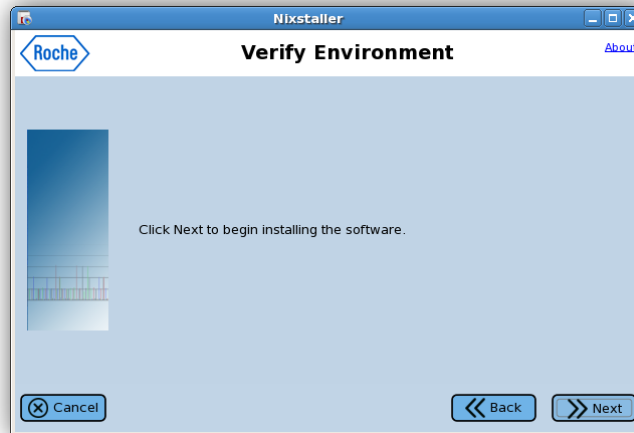 Nixstaller
Roche
Verify Environment
About
Click Next to begin installing the software.
Cancel
Back
Next